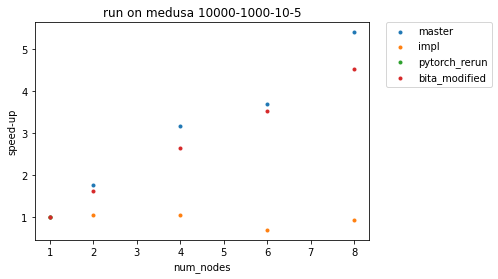 run on medusa 10000-1000-10-5
master
impl
pytorch_rerun
bita_modified
speed-up
5
4
3
2
1
1 2 3 4 5 6 7 8
num_nodes